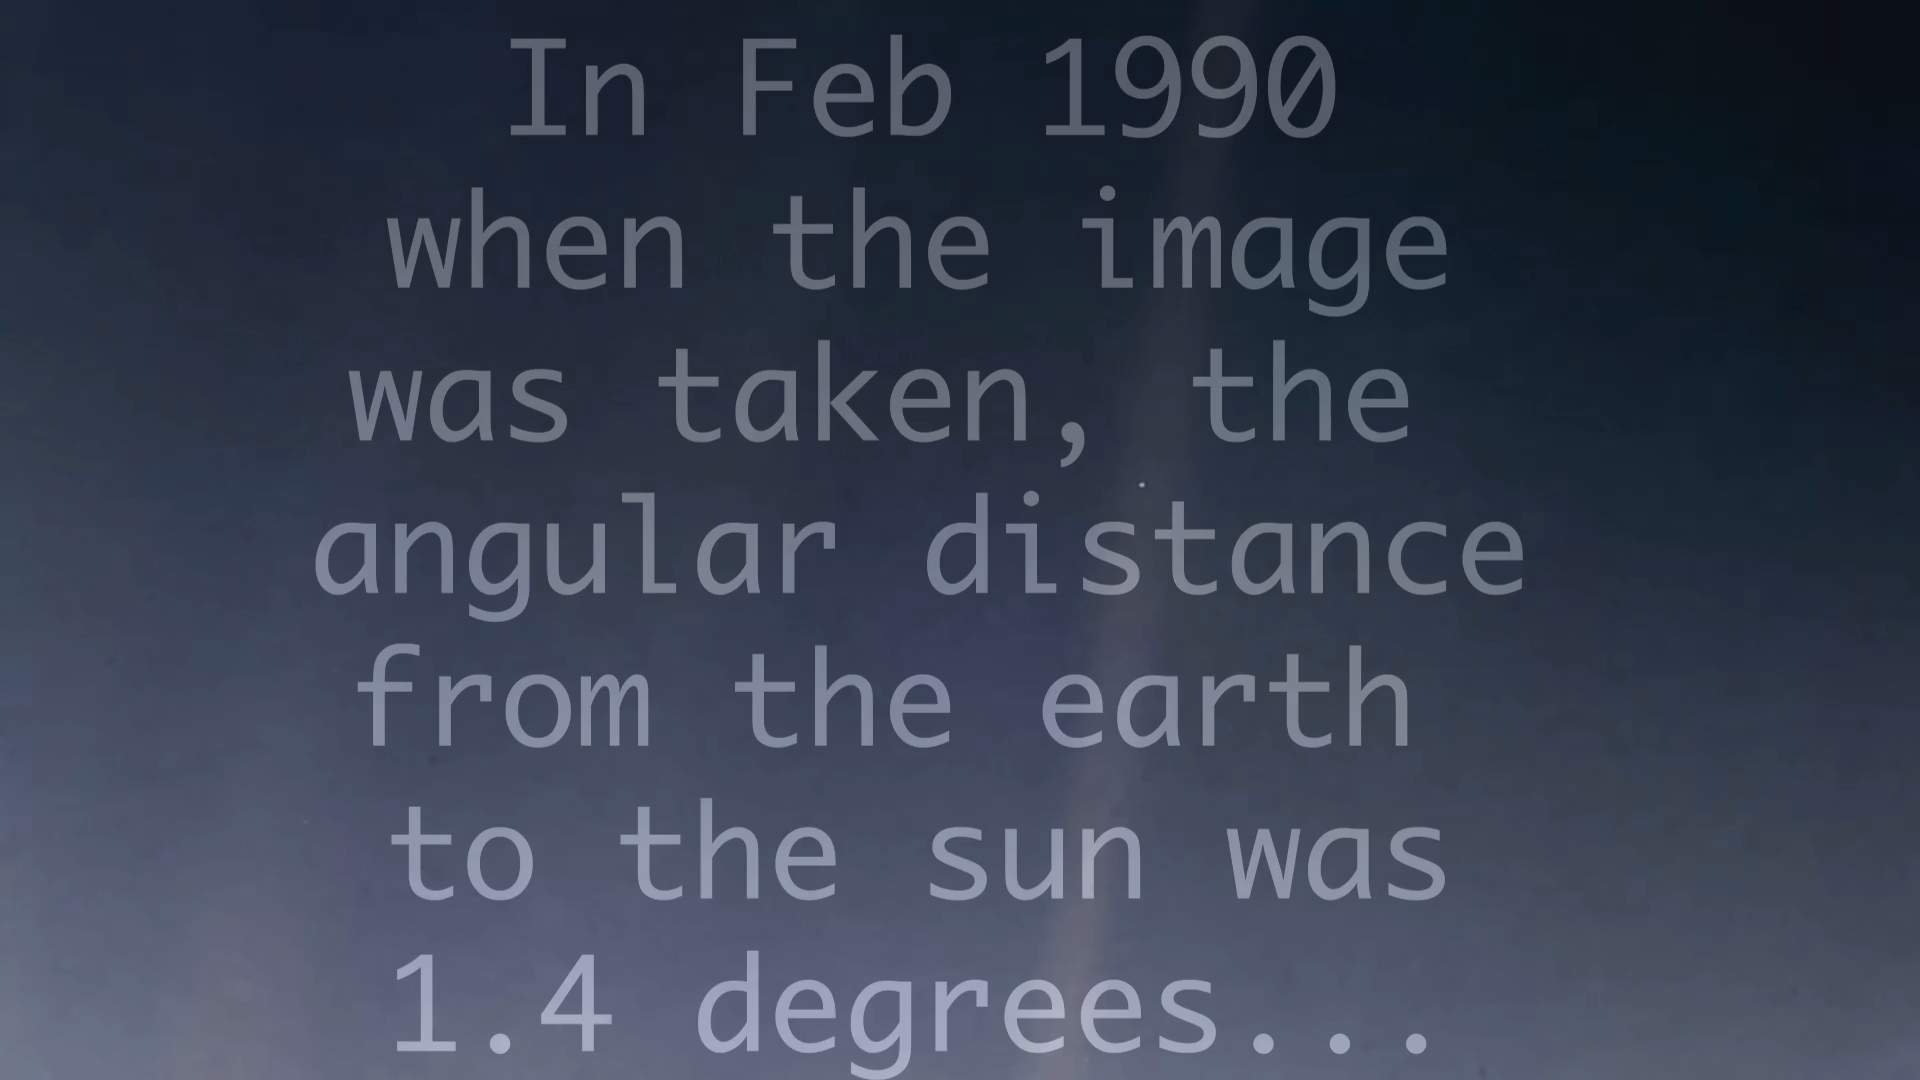 In Feb 1990
when the image
was taken, the
angular distance
from the earth
to the sun was
1.4 degrees...